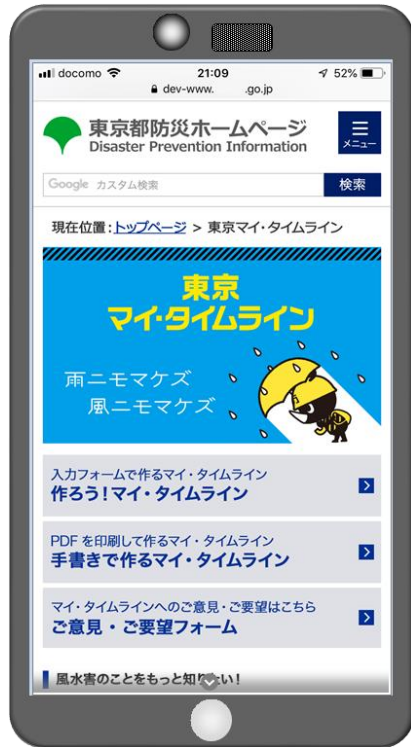 docomo 21:09 52%
dev-www. .go.jp
東京都防災ホームページ
Disaster Prevention Information
メニュー
Google カスタム検索 検索
現在位置:トップページ > 東京マイ・タイムライン
東京
マイ・タイムライン
雨ニモマケズ
風ニモマケズ
入力フォームで作るマイ・タイムライン
作ろう!マイ・タイムライン
PDF を印刷して作るマイ・タイムライン
手書きで作るマイ・タイムライン
マイ・タイムラインへのご意見・ご要望はこちら
ご意見・ご要望フォーム
風水害のことをもっと知りたい!